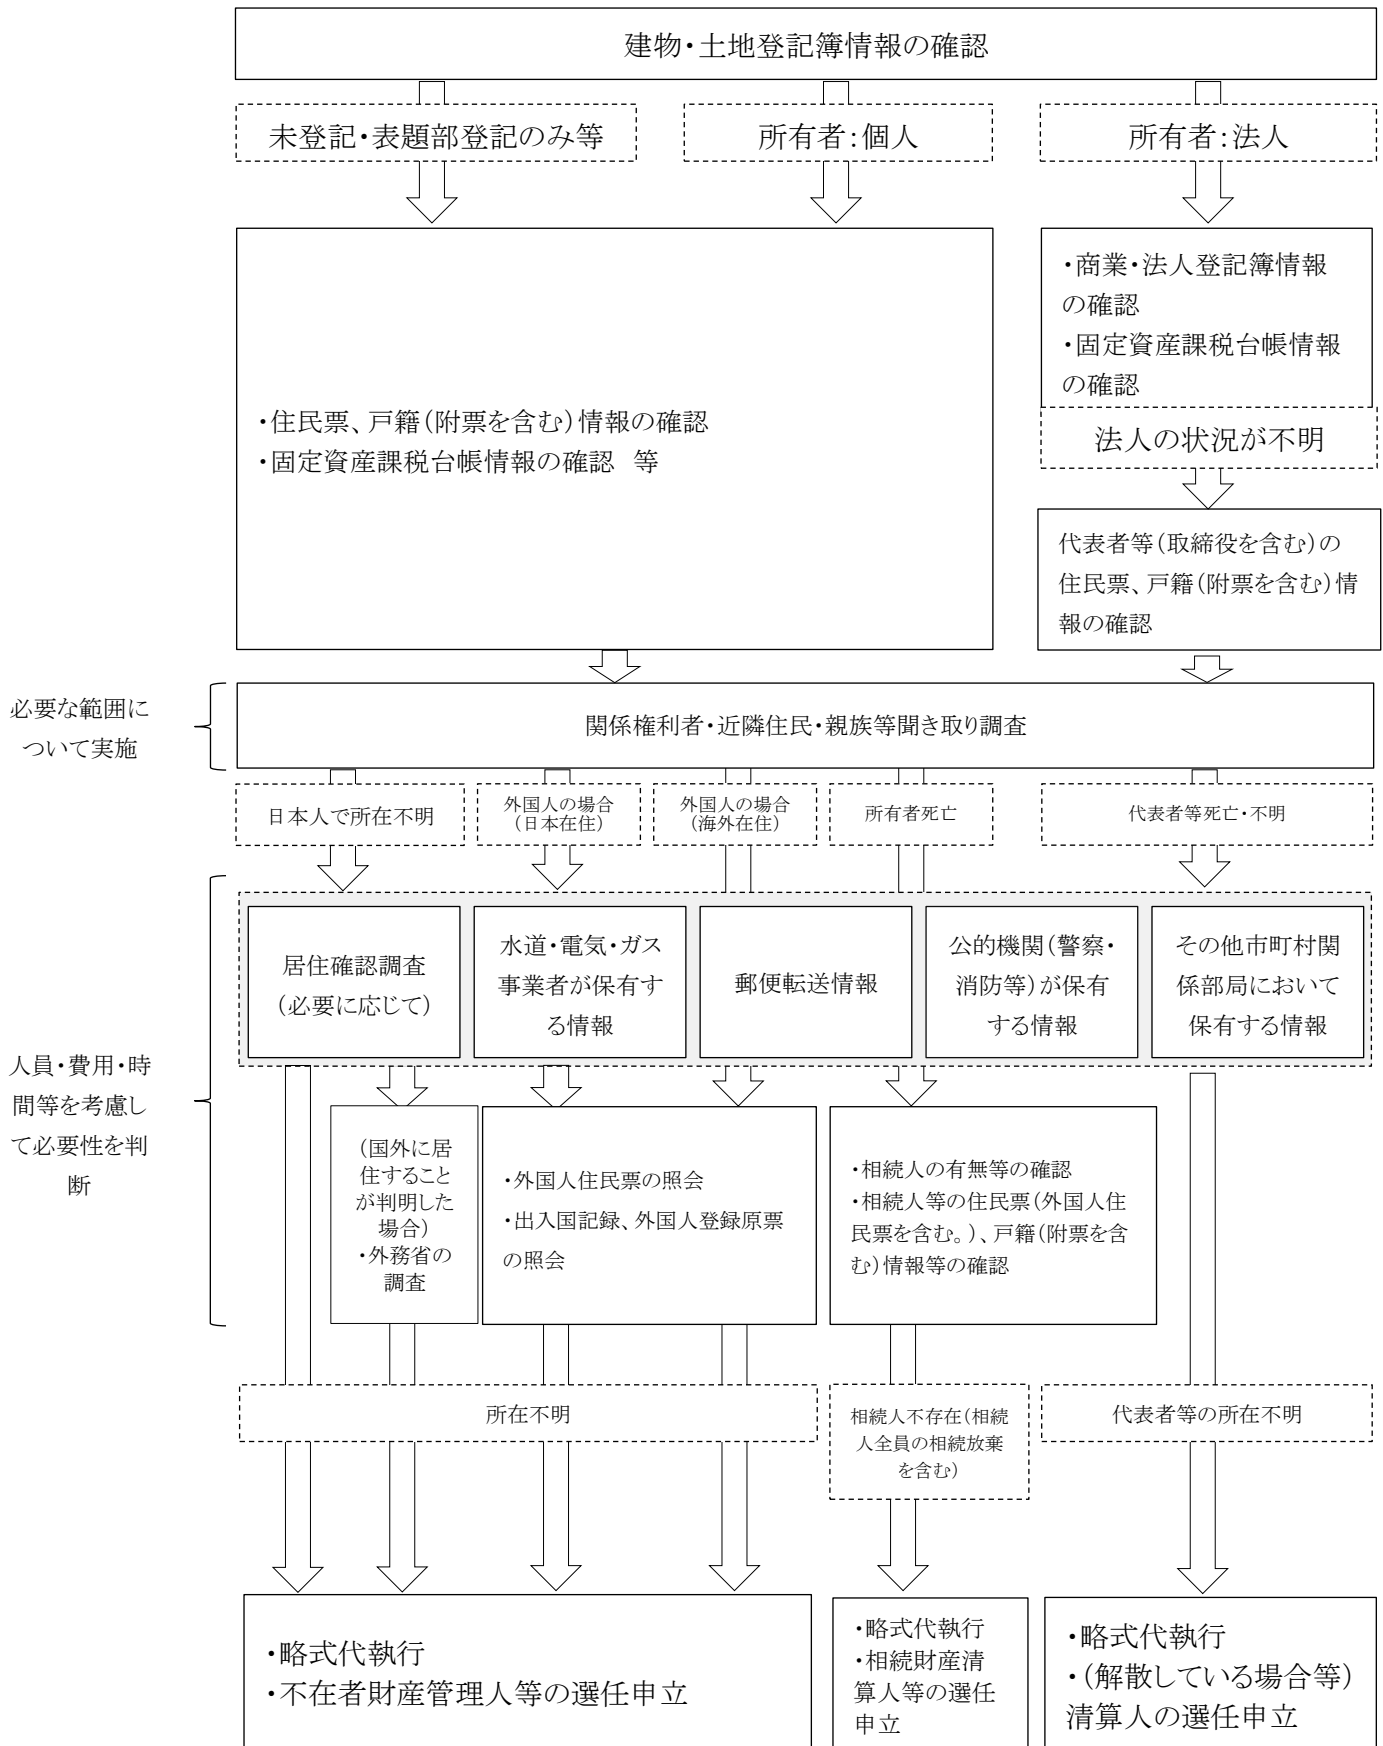 建物・土地登記簿情報の確認
未登記・表題部登記のみ等
所有者：個人
所有者：法人
・住民票、戸籍（附票を含む）情報の確認
・固定資産課税台帳情報の確認　等
・商業・法人登記簿情報
の確認
・固定資産課税台帳情報
の確認
法人の状況が不明
代表者等（取締役を含む）の
住民票、戸籍（附票を含む）情
報の確認
必要な範囲に
ついて実施
関係権利者・近隣住民・親族等聞き取り調査
日本人で所在不明
外国人の場合
（日本在住）
外国人の場合
（海外在住）
所有者死亡
代表者等死亡・不明
人員・費用・時
間等を考慮し
て必要性を判
断
居住確認調査
（必要に応じて）
水道・電気・ガス
事業者が保有す
る情報
郵便転送情報
公的機関（警察・
消防等）が保有
する情報
その他市町村関
係部局において
保有する情報
（国外に居
住すること
が判明した
場合）
・外務省の
調査
・外国人住民票の照会
・出入国記録、外国人登録原票
の照会
・相続人の有無等の確認
・相続人等の住民票（外国人住
民票を含む。）、戸籍（附票を含
む）情報等の確認
所在不明
相続人不存在（相続
人全員の相続放棄
を含む）
代表者等の所在不明
・略式代執行
・不在者財産管理人等の選任申立
・略式代執行
・相続財産清
算人等の選任
申立
・略式代執行
・（解散している場合等）
清算人の選任申立